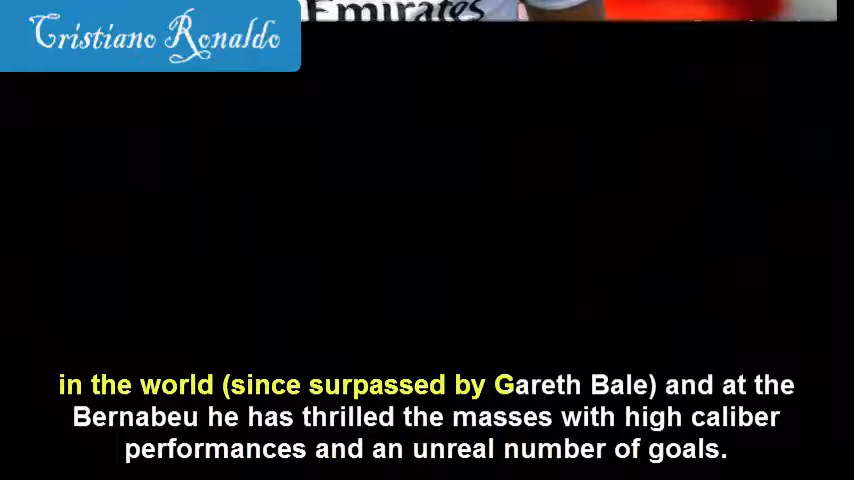 Emirates
Cristiano Ronaldo
in the world (since surpassed by Gareth Bale) and at the
Bernabeu he has thrilled the masses with high caliber
performances and an unreal number of goals.